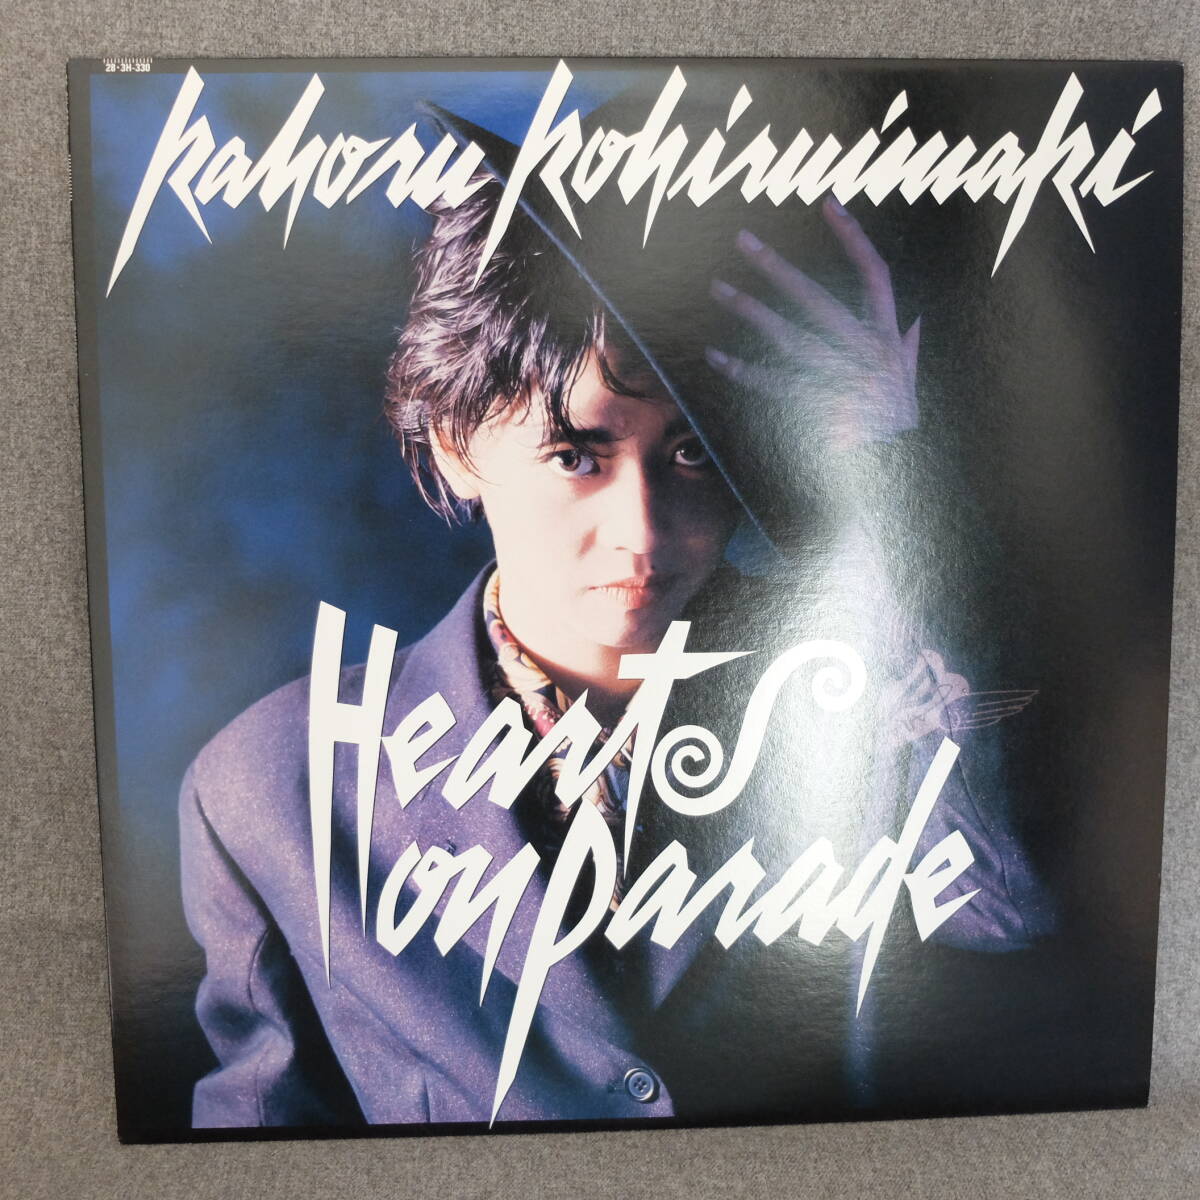 28・3H-330
Kahoru Kohiruimaki
Hearts
on Parade